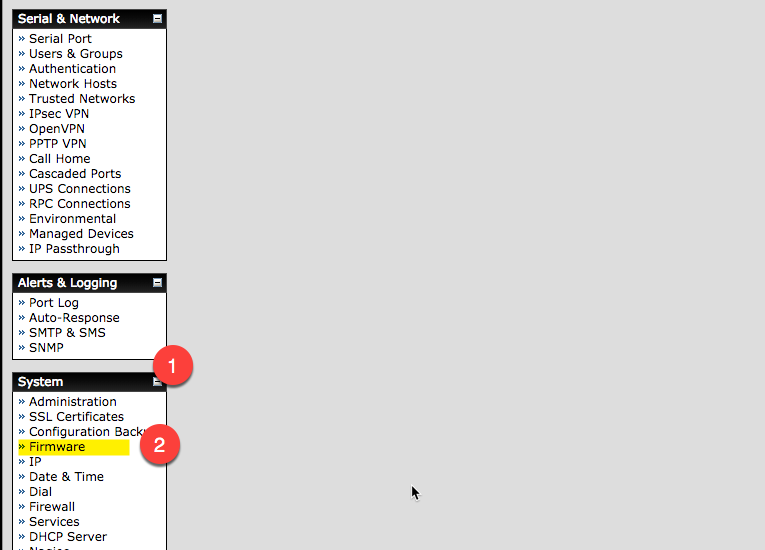 Serial & Network
» Serial Port
» Users & Groups
» Authentication
» Network Hosts
» Trusted Networks
» IPsec VPN
» OpenVPN
» PPTP VPN
» Call Home
» Cascaded Ports
» UPS Connections
» RPC Connections
» Environmental
» Managed Devices
» IP Passthrough
Alerts & Logging
» Port Log
» Auto-Response
» SMTP & SMS
» SNMP
1
System
» Administration
» SSL Certificates
» Configuration Back
» Firmware
2
» IP
» Date & Time
» Dial
» Firewall
» Services
» DHCP Server